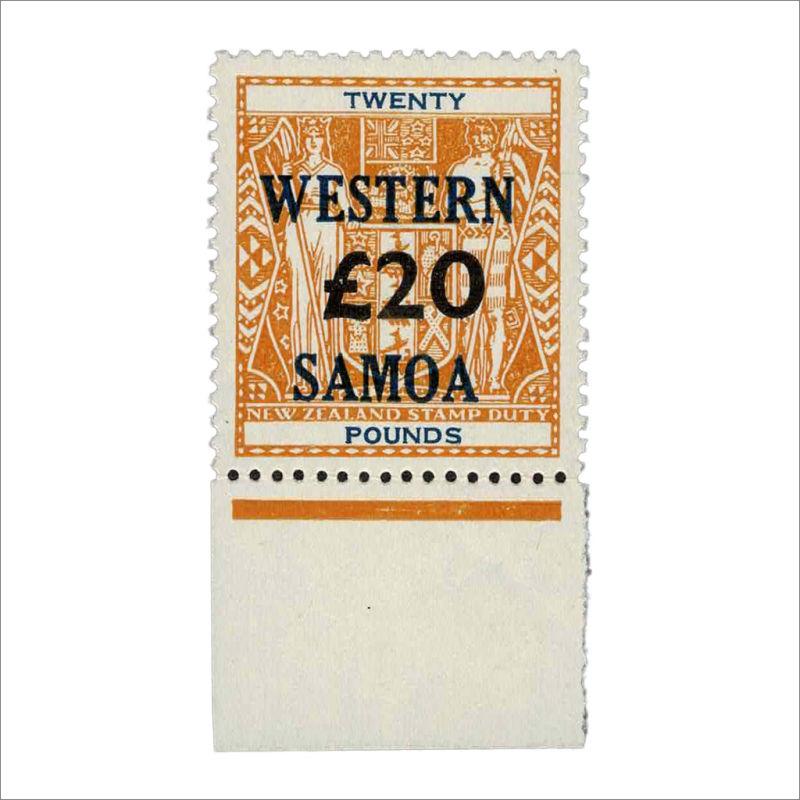 TWENTY
WESTERN
£20
SAMOA
NEW ZEALAND STAMP DUTY
POUNDS